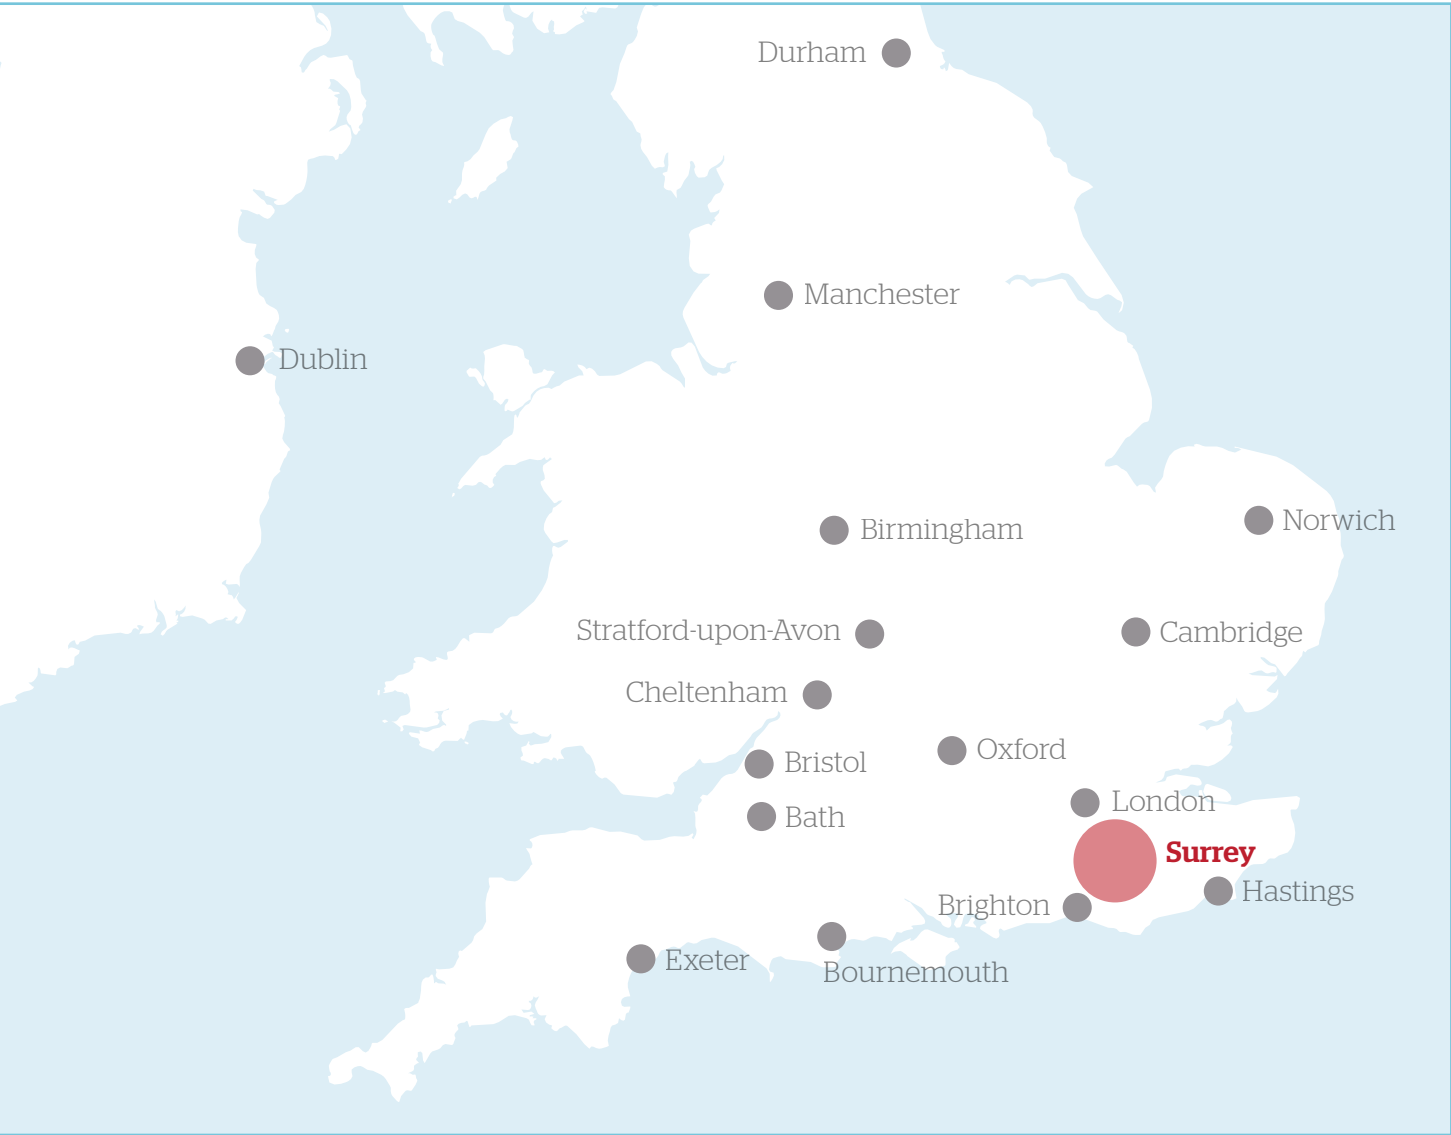 Durham
Manchester
Dublin
Norwich
Birmingham
Stratford-upon-Avon
Cambridge
Cheltenham
Oxford
Bristol
London
Bath
Surrey
Hastings
Brighton
Exeter
Bournemouth